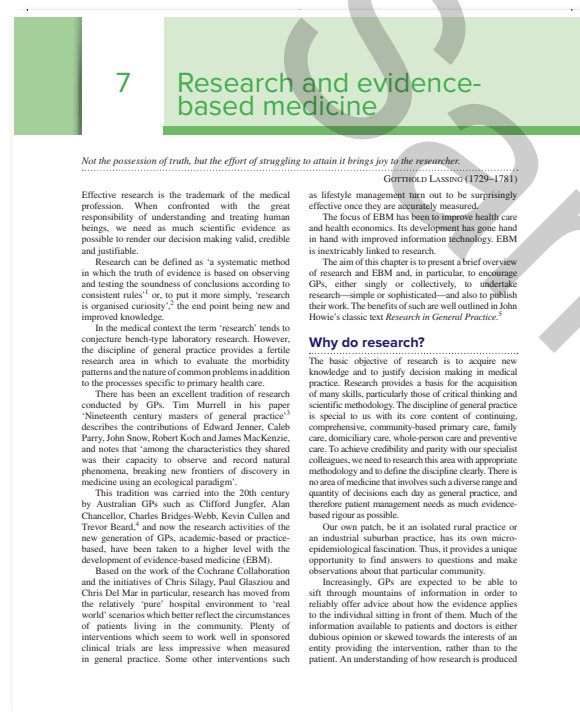 7
Research and evidence-
based medicine
Not the possession of truth, but the effort of struggling to attain it brings joy to the researcher.
Gotthold Lassing (1729–1781)
Effective research is the trademark of the medical
profession. When confronted with the great
responsibility of understanding and treating human
beings, we need as much scientific evidence as
possible to render our decision making valid, credible
and justifiable.
Research can be defined as ‘a systematic method
in which the truth of evidence is based on observing
and testing the soundness of conclusions according to
consistent rules’1 or, to put it more simply, ‘research
is organised curiosity’,2 the end point being new and
improved knowledge.
In the medical context the term ‘research’ tends to
conjecture bench-type laboratory research. However,
the discipline of general practice provides a fertile
research area in which to evaluate the morbidity
patterns and the nature of common problems in addition
to the processes specific to primary health care.
There has been an excellent tradition of research
conducted by GPs. Tim Murrell in his paper
‘Nineteenth century masters of general practice’3
describes the contributions of Edward Jenner, Caleb
Parry, John Snow, Robert Koch and James MacKenzie,
and notes that ‘among the characteristics they shared
was their capacity to observe and record natural
phenomena, breaking new frontiers of discovery in
medicine using an ecological paradigm’.
This tradition was carried into the 20th century
by Australian GPs such as Clifford Jungfer, Alan
Chancellor, Charles Bridges-Webb, Kevin Cullen and
Trevor Beard,4 and now the research activities of the
new generation of GPs, academic-based or practice-
based, have been taken to a higher level with the
development of evidence-based medicine (EBM).
Based on the work of the Cochrane Collaboration
and the initiatives of Chris Silagy, Paul Glasziou and
Chris Del Mar in particular, research has moved from
the relatively ‘pure’ hospital environment to ‘real
world’ scenarios which better reflect the circumstances
of patients living in the community. Plenty of
interventions which seem to work well in sponsored
clinical trials are less impressive when measured
in general practice. Some other interventions such
as lifestyle management turn out to be surprisingly
effective once they are accurately measured.
The focus of EBM has been to improve health care
and health economics. Its development has gone hand
in hand with improved information technology. EBM
is inextricably linked to research.
The aim of this chapter is to present a brief overview
of research and EBM and, in particular, to encourage
GPs, either singly or collectively, to undertake
research—simple or sophisticated—and also to publish
their work. The benefits of such are well outlined in John
Howie’s classic text Research in General Practice.5
Why do research?
The basic objective of research is to acquire new
knowledge and to justify decision making in medical
practice. Research provides a basis for the acquisition
of many skills, particularly those of critical thinking and
scientific methodology. The discipline of general practice
is special to us with its core content of continuing,
comprehensive, community-based primary care, family
care, domiciliary care, whole-person care and preventive
care. To achieve credibility and parity with our specialist
colleagues, we need to research this area with appropriate
methodology and to define the discipline clearly. There is
no area of medicine that involves such a diverse range and
quantity of decisions each day as general practice, and
therefore patient management needs as much evidence-
based rigour as possible.
Our own patch, be it an isolated rural practice or
an industrial suburban practice, has its own micro-
epidemiological fascination. Thus, it provides a unique
opportunity to find answers to questions and make
observations about that particular community.
Increasingly, GPs are expected to be able to
sift through mountains of information in order to
reliably offer advice about how the evidence applies
to the individual sitting in front of them. Much of the
information available to patients and doctors is either
dubious opinion or skewed towards the interests of an
entity providing the intervention, rather than to the
patient. An understanding of how research is produced